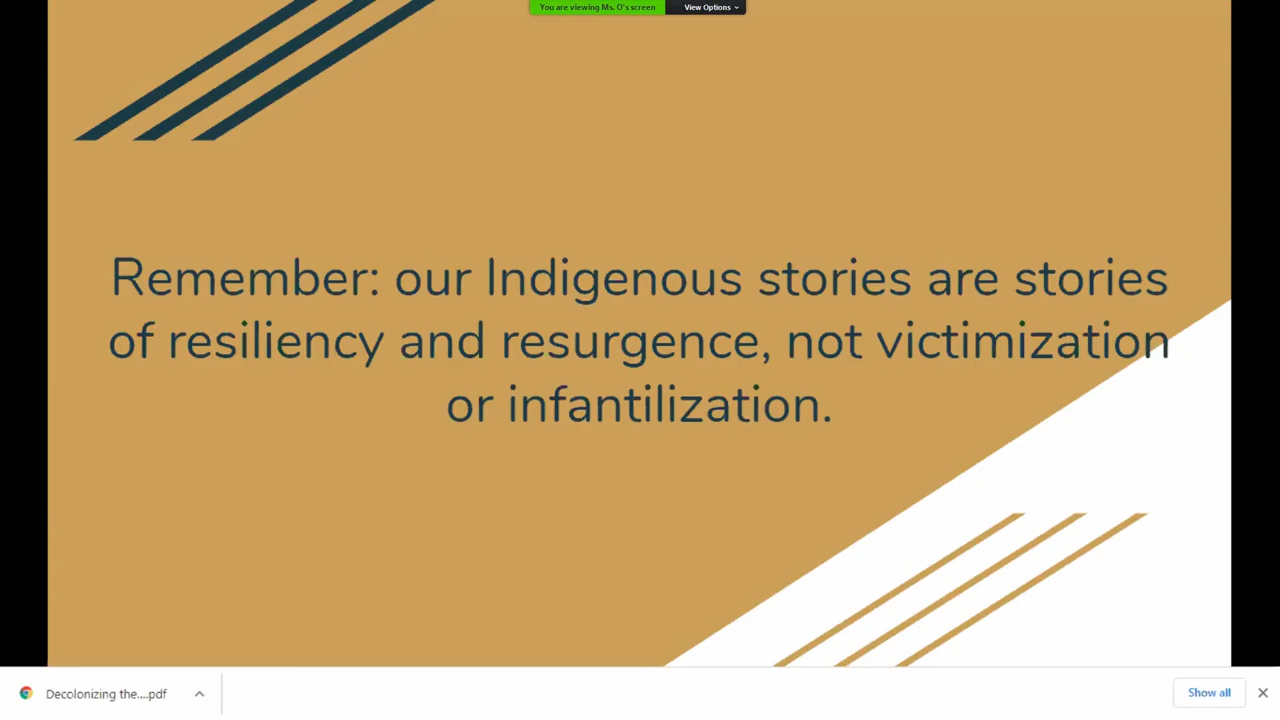 You are viewing Ms. O's screen View Options
Remember: our Indigenous stories are stories
of resiliency and resurgence, not victimization
or infantilization.
Decolonizing the....pdf
Show all